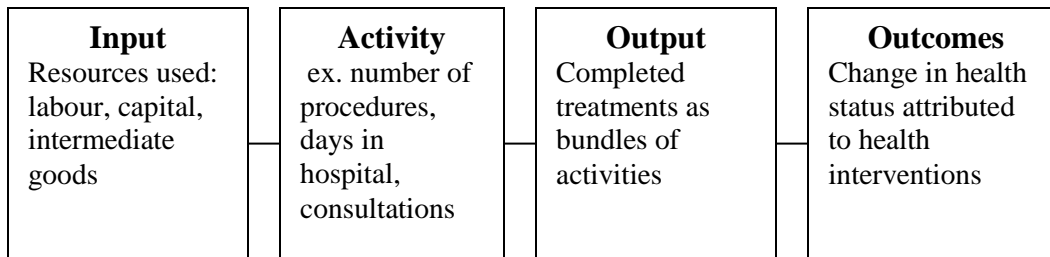 Input
Resources used:
labour, capital,
intermediate
goods
Activity
ex. number of
procedures,
days in
hospital,
consultations
Output
Completed
treatments as
bundles of
activities
Outcomes
Change in health
status attributed
to health
interventions